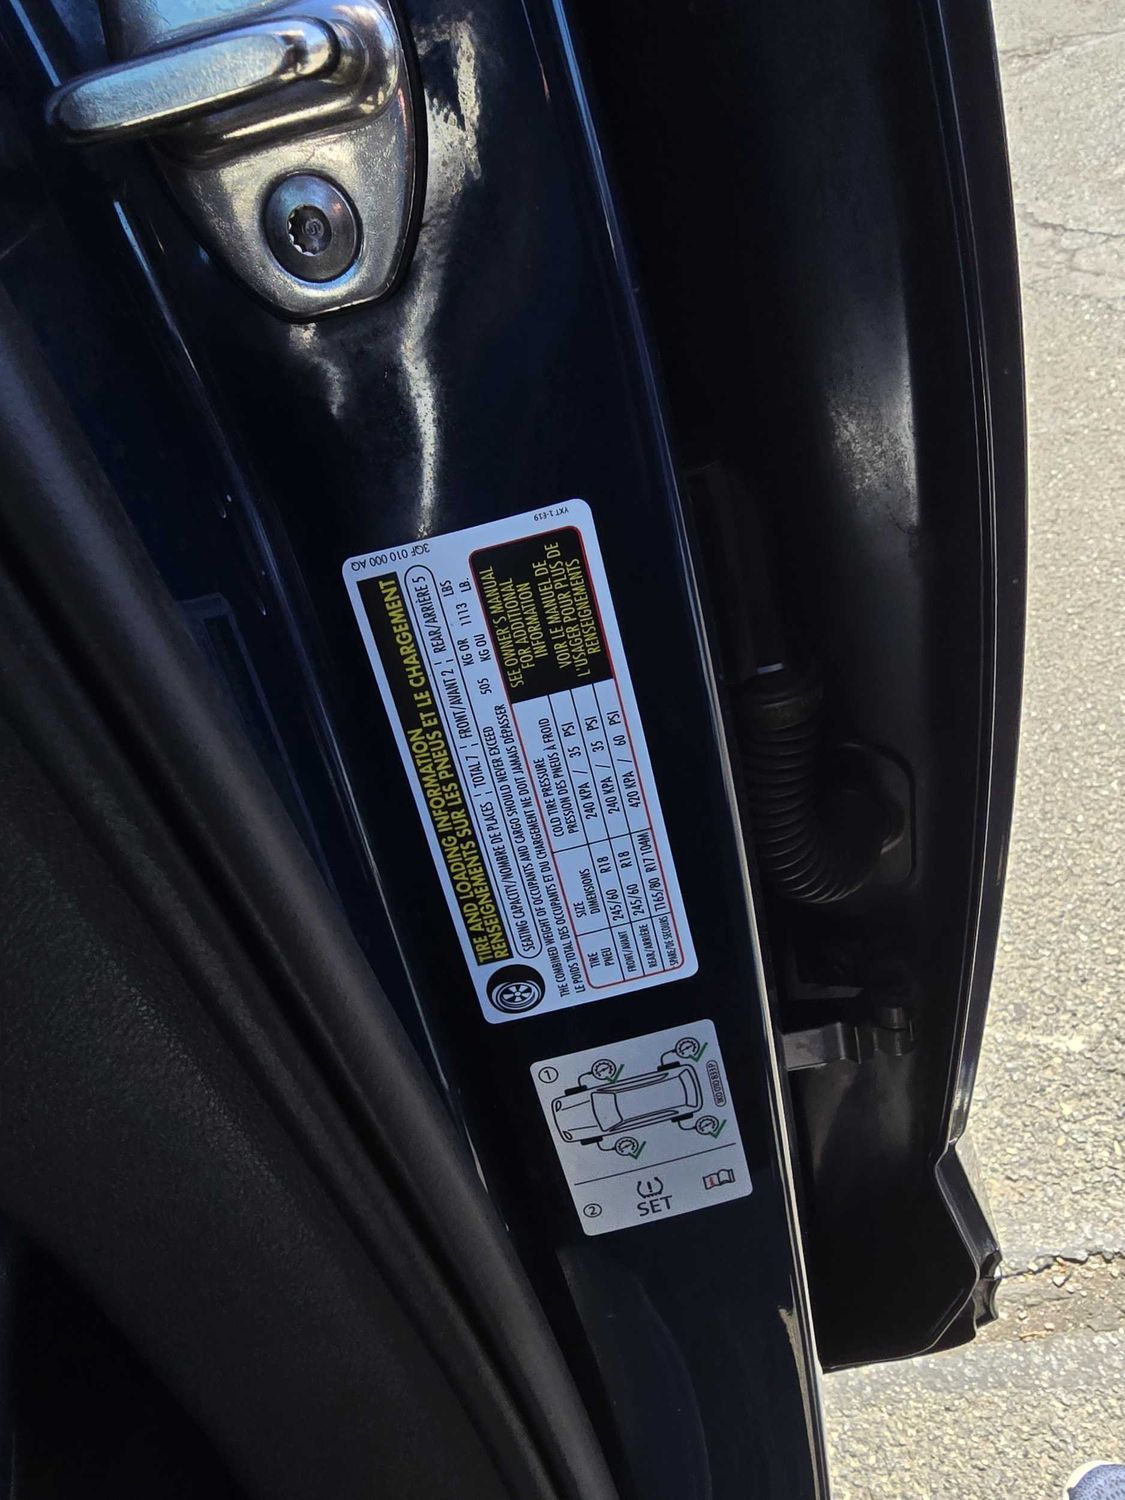 3QF 010 000 AQ
TIRE AND LOADING INFORMATION
RENSEIGNEMENTS SUR LES PNEUS ET LE CHARGEMENT
SEATING CAPACITY/NOMBRE DE PLACES | TOTAL 7 | FRONT/AVANT 2 | REAR/ARRIÈRE 5
THE COMBINED WEIGHT OF OCCUPANTS AND CARGO SHOULD NEVER EXCEED 505 KG OR 1113 LBS
LE POIDS TOTAL DES OCCUPANTS ET DU CHARGEMENT NE DOIT JAMAIS DÉPASSER KG OU LB.
TIRE SIZE COLD TIRE PRESSURE
PNEU DIMENSIONS PRESSION DES PNEUS À FROID
FRONT/AVANT 245/60 R18 240 KPA / 35 PSI
REAR/ARRIÈRE 245/60 R18 240 KPA / 35 PSI
SPARE/DE SECOURS T165/80 R17 104M 420 KPA / 60 PSI
SEE OWNER'S MANUAL
FOR ADDITIONAL
INFORMATION
VOIR LE MANUEL DE
L'USAGER POUR PLUS DE
RENSEIGNEMENTS
YXT 1-E19
1
2
SET